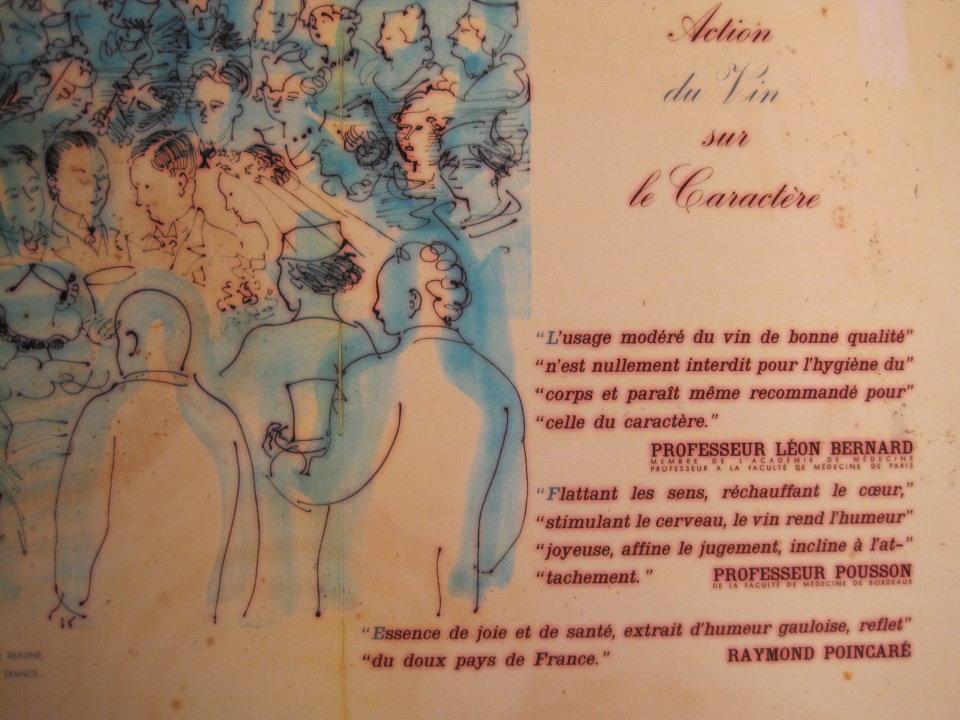 Action
du Vin
sur
le Caractère
“L'usage modéré du vin de bonne qualité”
“n'est nullement interdit pour l'hygiène du”
“corps et paraît même recommandé pour”
“celle du caractère.”
PROFESSEUR LÉON BERNARD
MEMBRE DE L'ACADÉMIE DE MÉDECINE
PROFESSEUR A LA FACULTÉ DE MÉDECINE DE PARIS
“Flattant les sens, réchauffant le cœur,”
“stimulant le cerveau, le vin rend l'humeur”
“joyeuse, affine le jugement, incline à l'at-”
“tachement.” PROFESSEUR POUSSON
DE LA FACULTÉ DE MÉDECINE DE BORDEAUX
“Essence de joie et de santé, extrait d'humeur gauloise, reflet”
“du doux pays de France.” RAYMOND POINCARÉ
BEAUNE,
FRANCE...